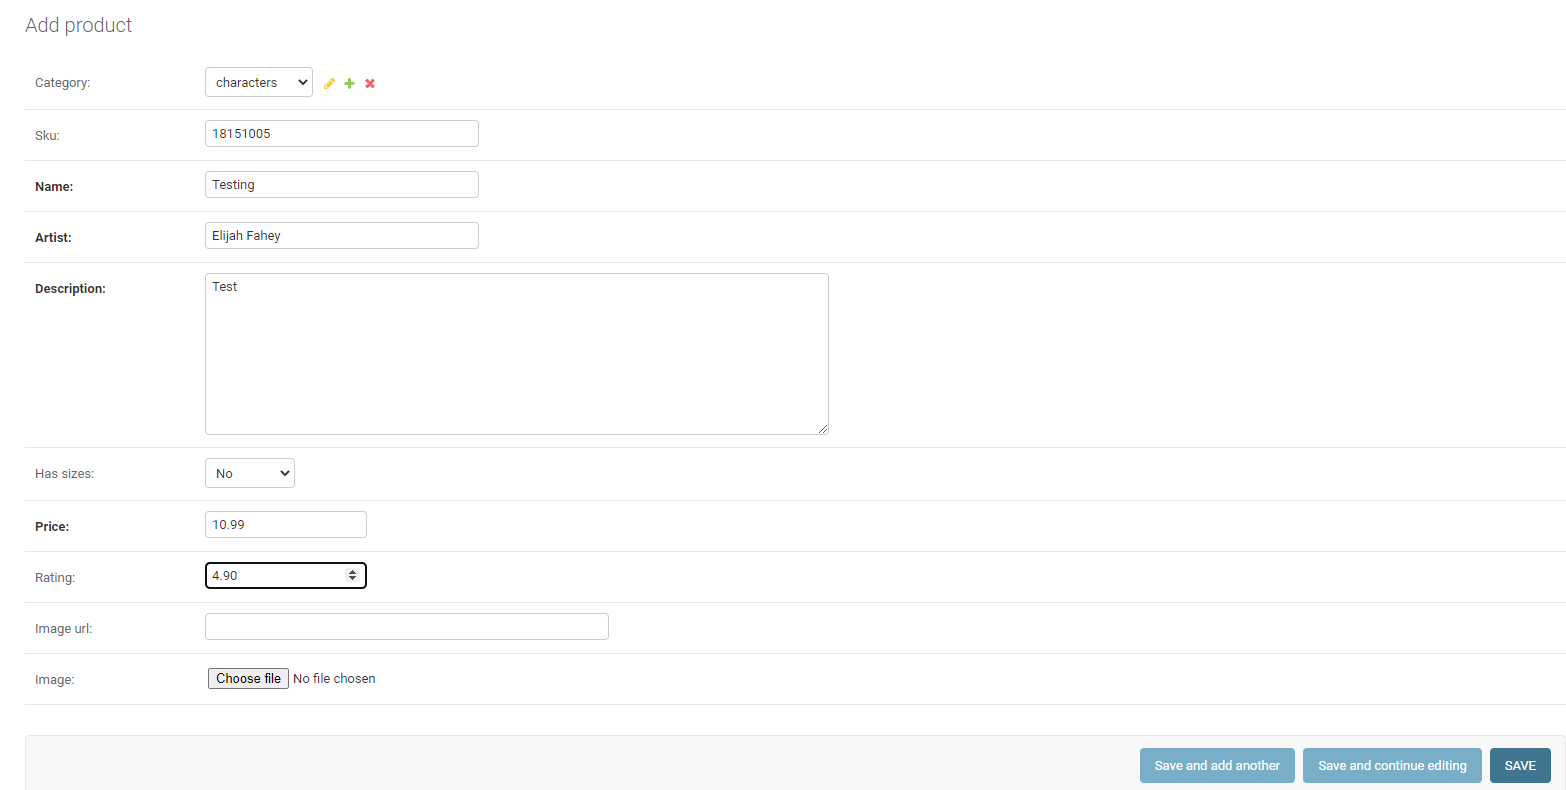 Add product
Category: characters
Sku: 18151005
Name: Testing
Artist: Elijah Fahey
Description: Test
Has sizes: No
Price: 10.99
Rating: 4.90
Image url:
Image: Choose file No file chosen
Save and add another Save and continue editing SAVE